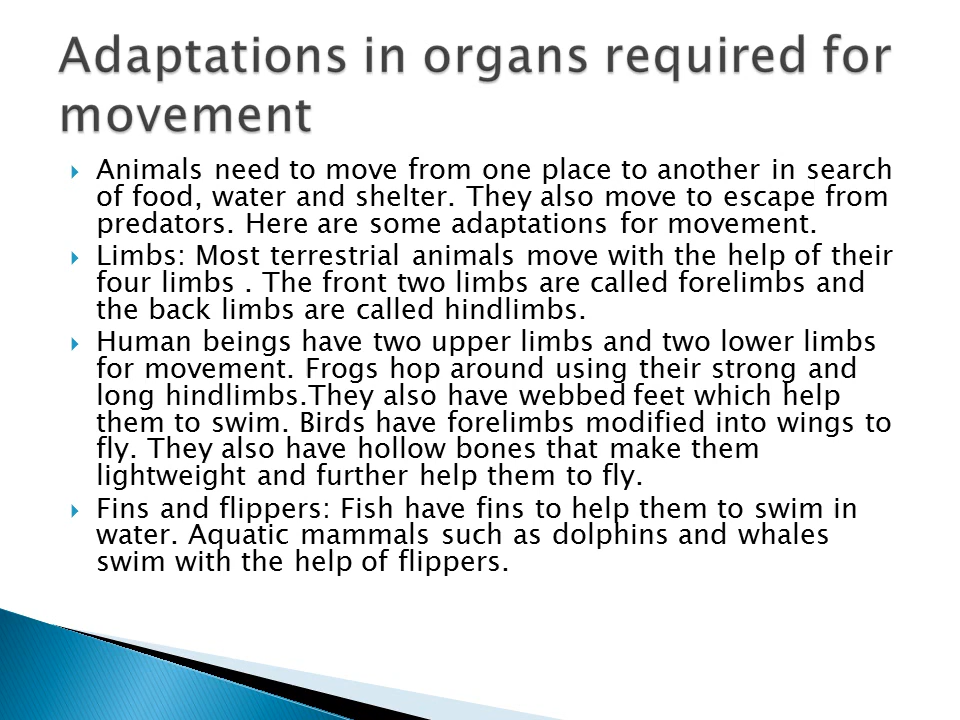 Adaptations in organs required for
movement
Animals need to move from one place to another in search
of food, water and shelter. They also move to escape from
predators. Here are some adaptations for movement.
Limbs: Most terrestrial animals move with the help of their
four limbs . The front two limbs are called forelimbs and
the back limbs are called hindlimbs.
Human beings have two upper limbs and two lower limbs
for movement. Frogs hop around using their strong and
long hindlimbs.They also have webbed feet which help
them to swim. Birds have forelimbs modified into wings to
fly. They also have hollow bones that make them
lightweight and further help them to fly.
Fins and flippers: Fish have fins to help them to swim in
water. Aquatic mammals such as dolphins and whales
swim with the help of flippers.